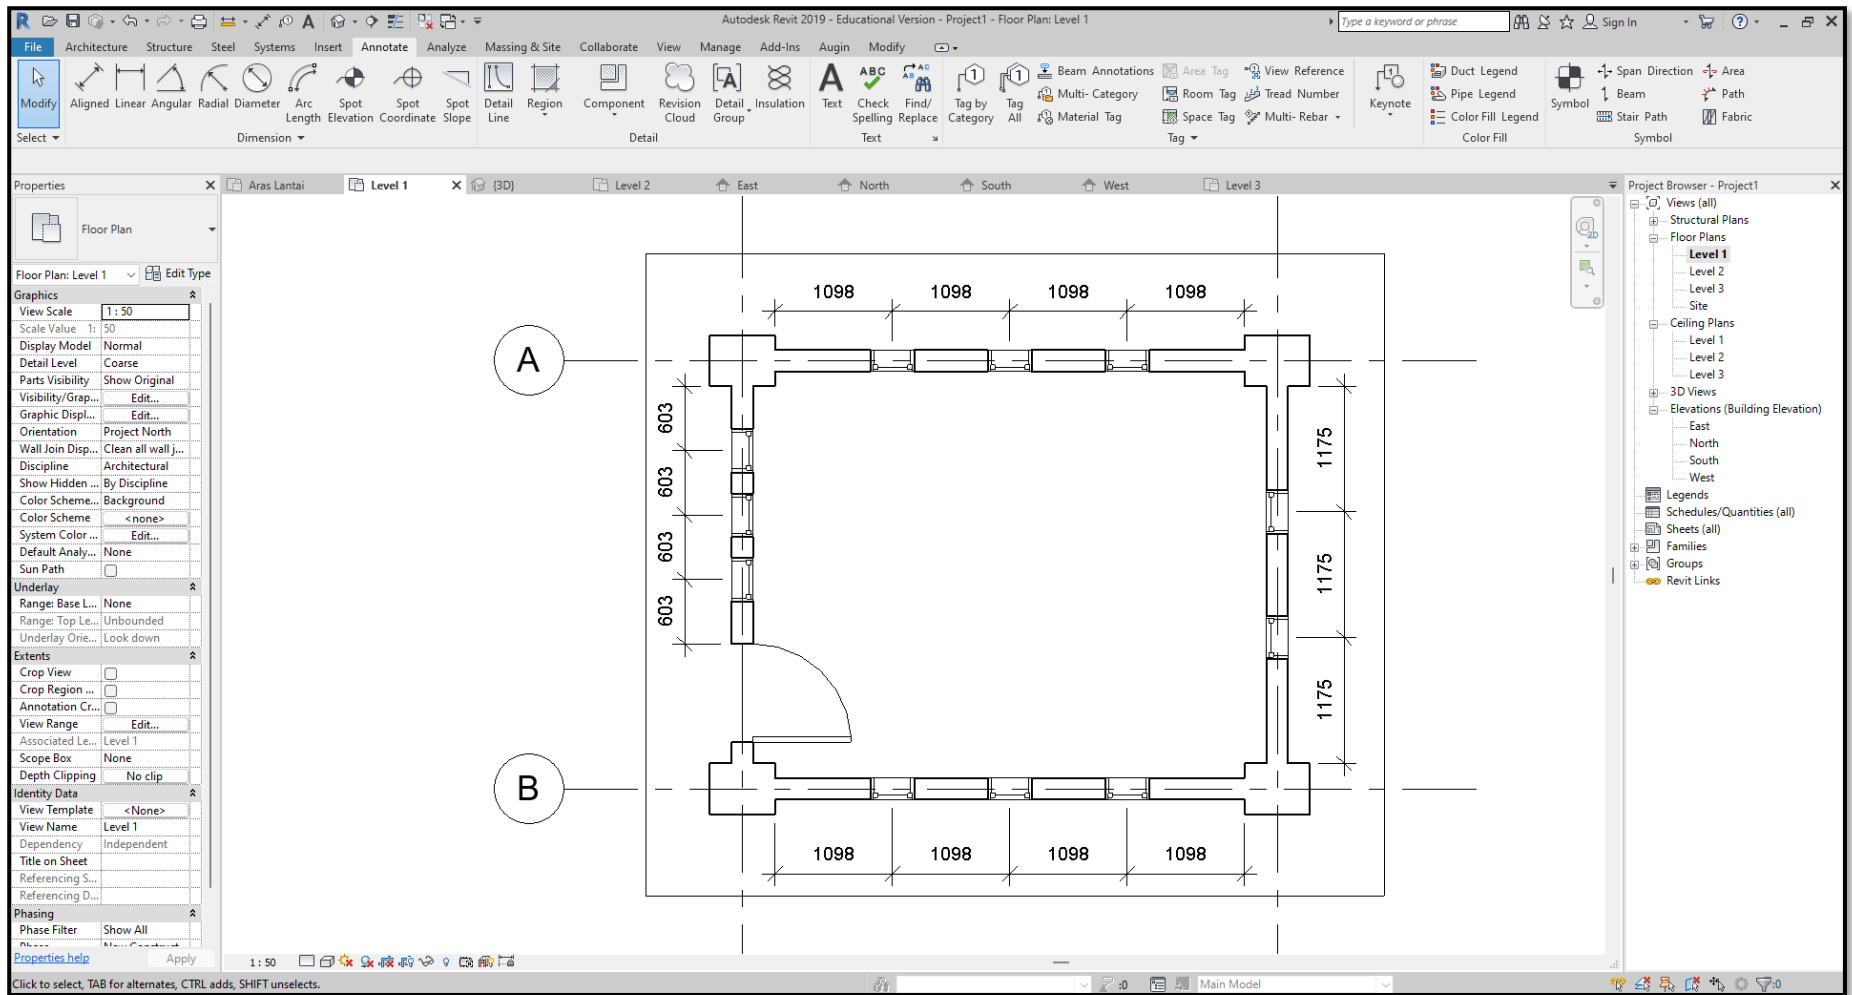 Autodesk Revit 2019 - Educational Version - Project1 - Floor Plan: Level 1
Type a keyword or phrase
Sign In
File Architecture Structure Steel Systems Insert Annotate Analyze Massing & Site Collaborate View Manage Add-Ins Augin Modify
Modify
Select
Aligned Linear Angular Radial Diameter Arc Length Spot Elevation Spot Coordinate Spot Slope
Dimension
Detail Line Region Component Revision Cloud Detail Group Insulation
Detail
Text Check Spelling Find/ Replace
Text
Tag by Category Tag All
Beam Annotations Area Tag View Reference
Multi- Category Room Tag Tread Number
Material Tag Space Tag Multi- Rebar
Tag
Keynote
Duct Legend
Pipe Legend
Color Fill Legend
Color Fill
Symbol
Span Direction Area
Beam Path
Stair Path Fabric
Symbol
Properties
Floor Plan
Floor Plan: Level 1 Edit Type
Graphics
View Scale 1 : 50
Scale Value 1: 50
Display Model Normal
Detail Level Coarse
Parts Visibility Show Original
Visibility/Grap... Edit...
Graphic Displ... Edit...
Orientation Project North
Wall Join Disp... Clean all wall j...
Discipline Architectural
Show Hidden ... By Discipline
Color Scheme... Background
Color Scheme <none>
System Color ... Edit...
Default Analy... None
Sun Path
Underlay
Range: Base L... None
Range: Top Le... Unbounded
Underlay Orie... Look down
Extents
Crop View
Crop Region ...
Annotation Cr...
View Range Edit...
Associated Le... Level 1
Scope Box None
Depth Clipping No clip
Identity Data
View Template <None>
View Name Level 1
Dependency Independent
Title on Sheet
Referencing S...
Referencing D...
Phasing
Phase Filter Show All
Properties help Apply
Aras Lantai Level 1 {3D} Level 2 East North South West Level 3
1098 1098 1098 1098
A
603
603
603
603
1175
1175
1175
B
1098 1098 1098 1098
2D
Project Browser - Project1
Views (all)
Structural Plans
Floor Plans
Level 1
Level 2
Level 3
Site
Ceiling Plans
Level 1
Level 2
Level 3
3D Views
Elevations (Building Elevation)
East
North
South
West
Legends
Schedules/Quantities (all)
Sheets (all)
Families
Groups
Revit Links
1 : 50
Click to select, TAB for alternates, CTRL adds, SHIFT unselects.
:0
Main Model
:0